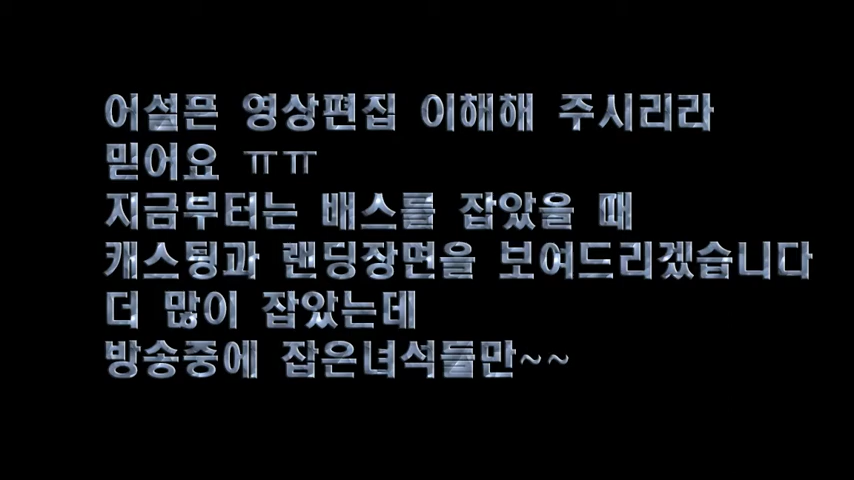 어설픈 영상편집 이해해 주시리라
믿어요 ㅠㅠ
지금부터는 배스를 잡았을 때
캐스팅과 랜딩장면을 보여드리겠습니다
더 많이 잡았는데
방송중에 잡은녀석들만~~